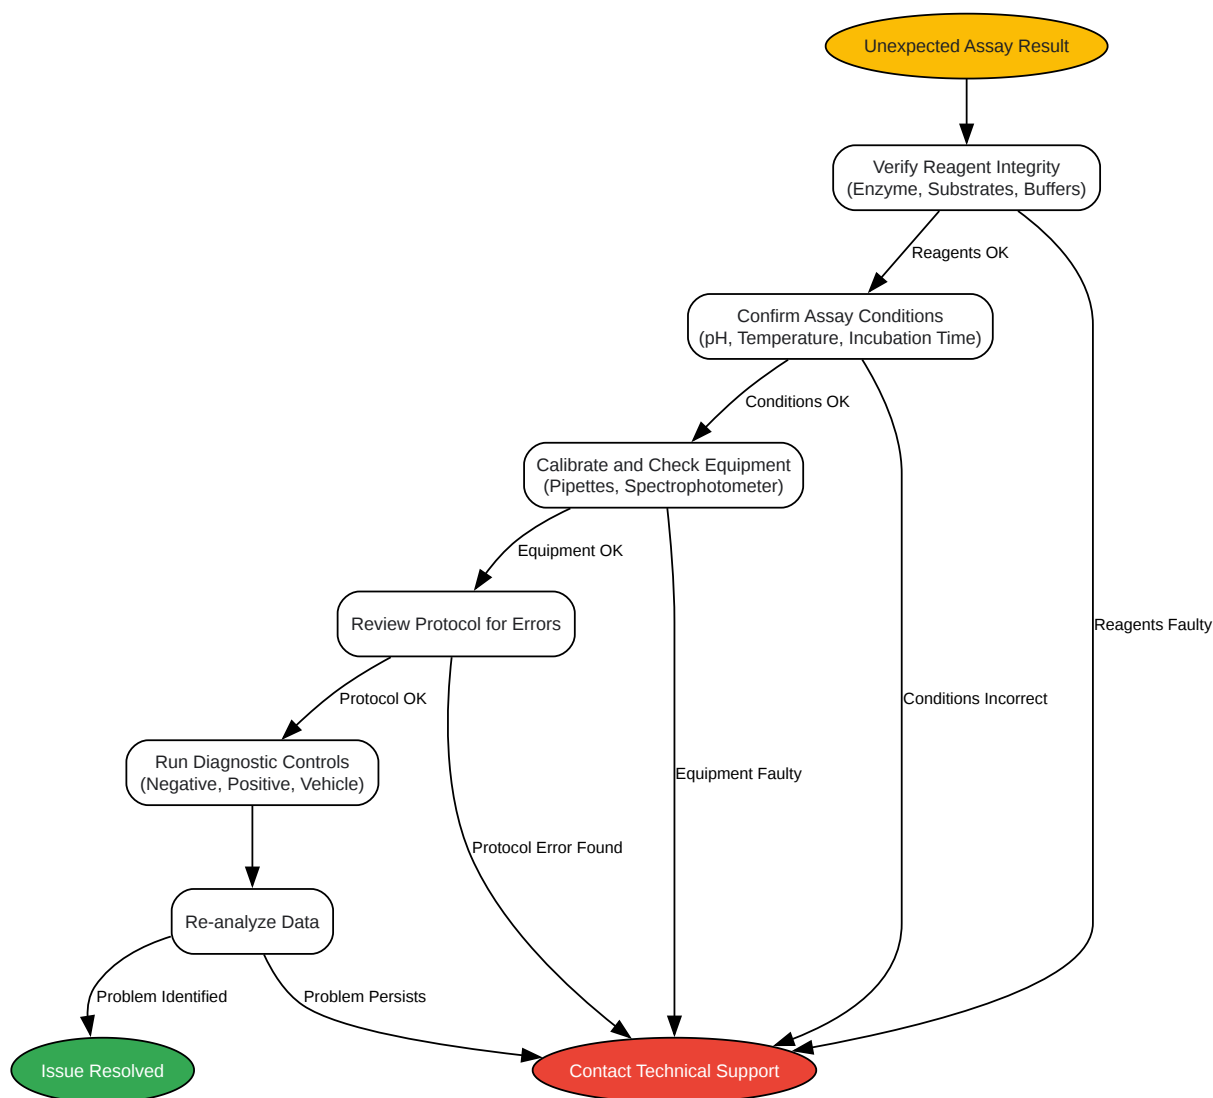 Unexpected Assay Result
Verify Reagent Integrity
(Enzyme, Substrates, Buffers)
Reagents OK
Confirm Assay Conditions
(pH, Temperature, Incubation Time)
Conditions OK
Calibrate and Check Equipment
(Pipettes, Spectrophotometer)
Equipment OK
Review Protocol for Errors
Reagents Faulty
Protocol OK
Conditions Incorrect
Run Diagnostic Controls
(Negative, Positive, Vehicle)
Equipment Faulty
Protocol Error Found
Re-analyze Data
Problem Identified
Problem Persists
Issue Resolved
Contact Technical Support